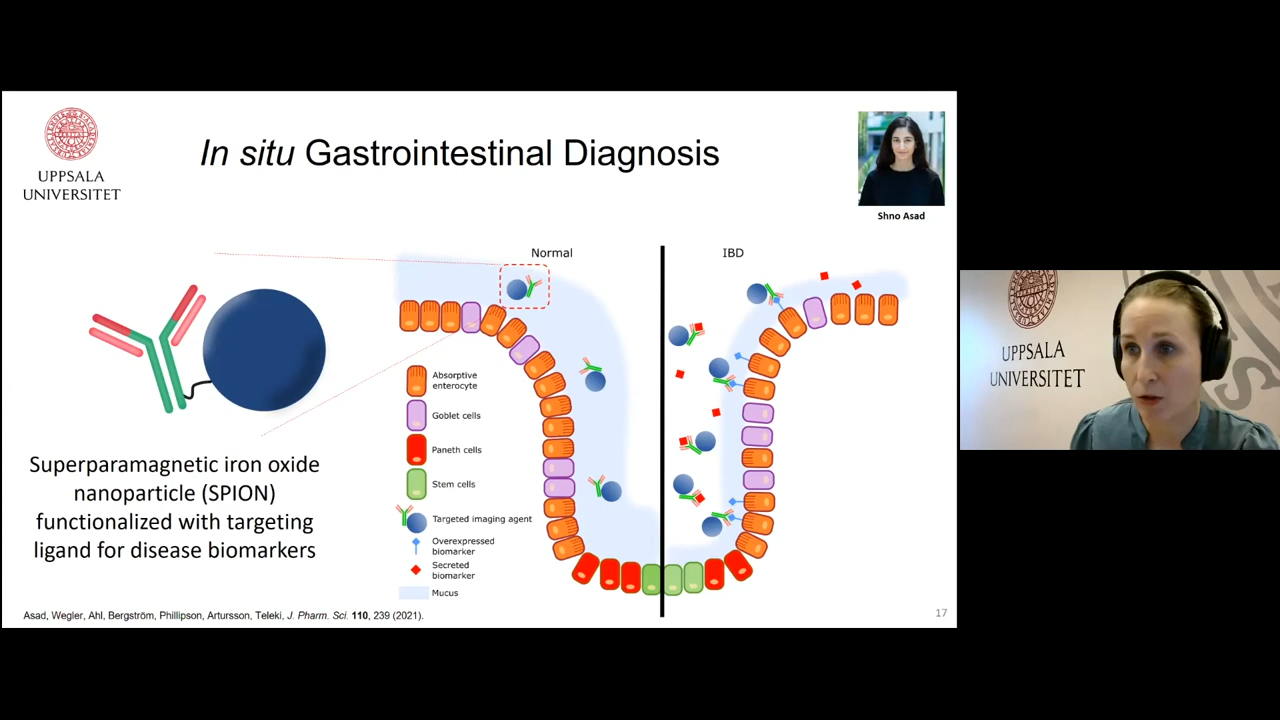 In situ Gastrointestinal Diagnosis
UPPSALA
UNIVERSITET
Shno Asad
Normal
IBD
Absorptive
enterocyte
Goblet cells
Paneth cells
Stem cells
Targeted imaging agent
Overexpressed
biomarker
Secreted
biomarker
Mucus
Superparamagnetic iron oxide
nanoparticle (SPION)
functionalized with targeting
ligand for disease biomarkers
Asad, Wegler, Ahl, Bergström, Phillipson, Artursson, Teleki, J. Pharm. Sci. 110, 239 (2021).
17
UPPSALA
UNIVERSITET